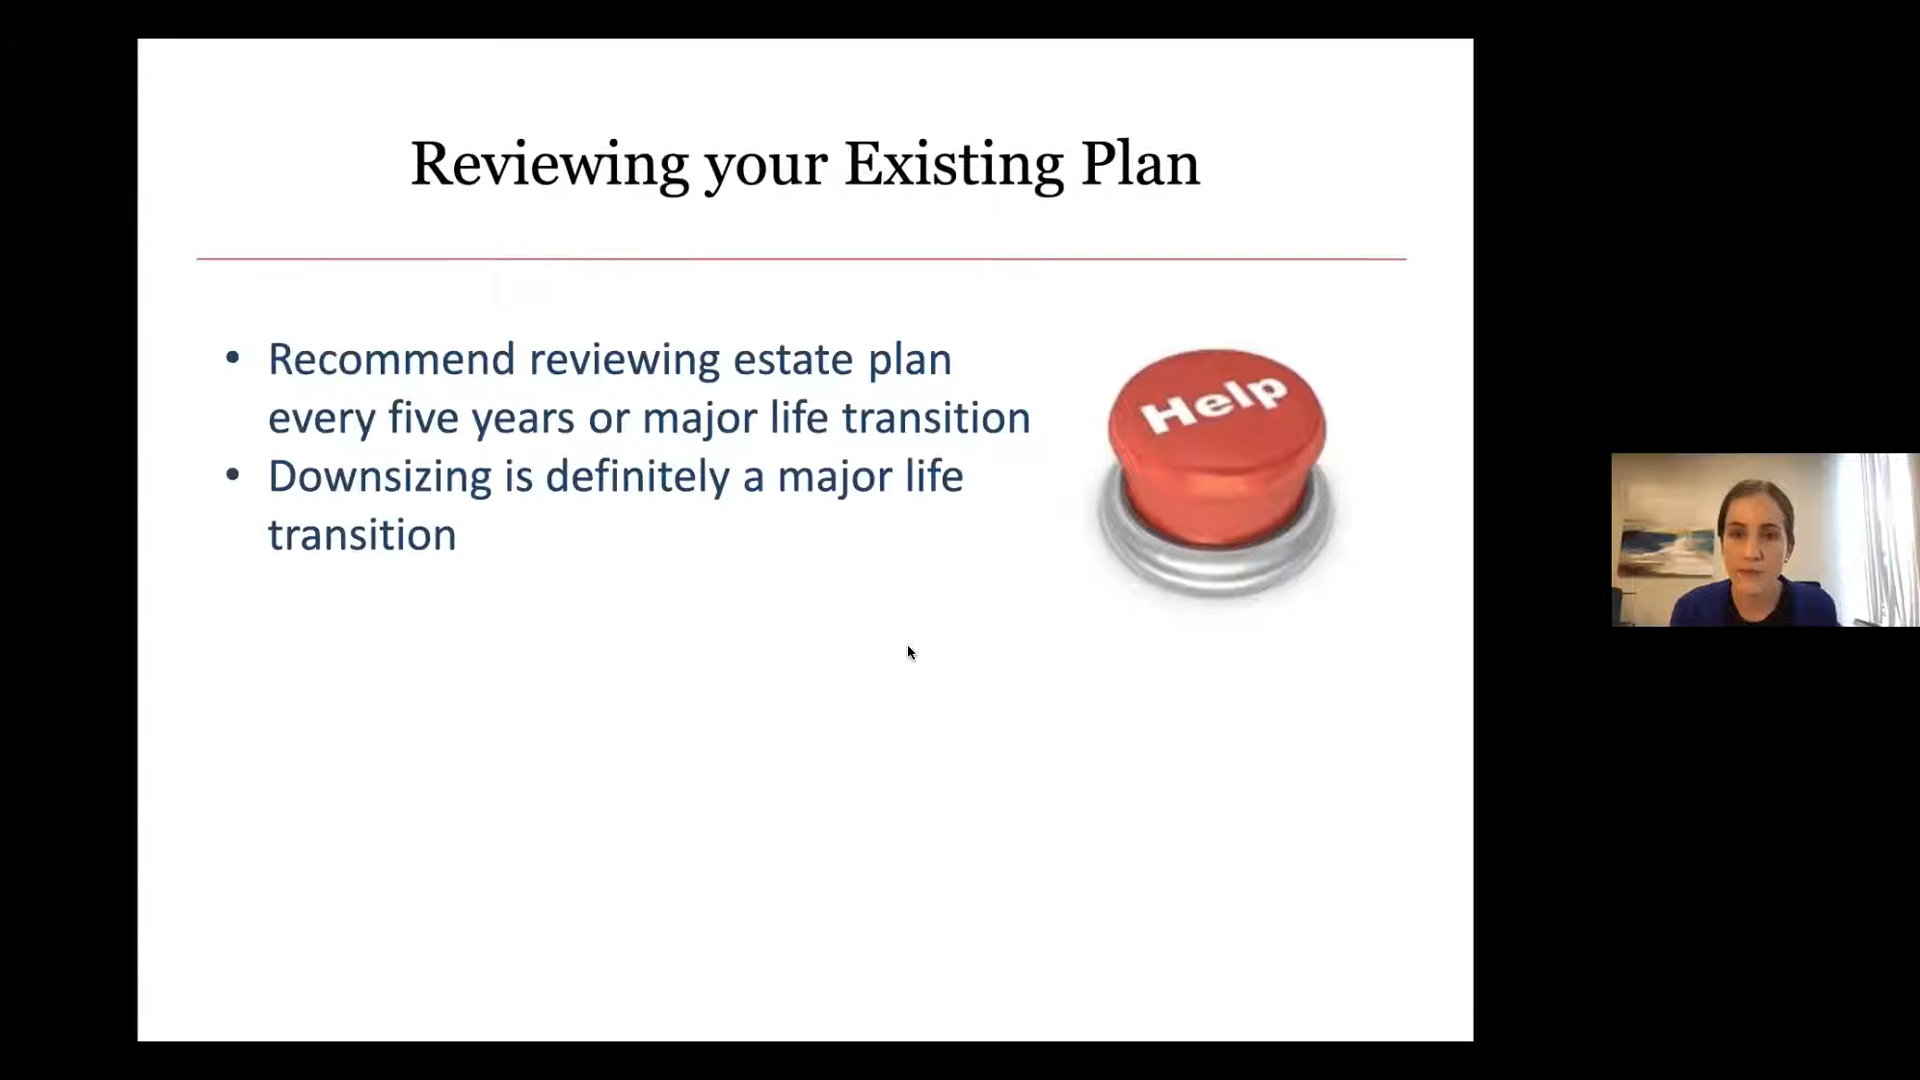 Reviewing your Existing Plan
• Recommend reviewing estate plan
every five years or major life transition
• Downsizing is definitely a major life
transition
Help